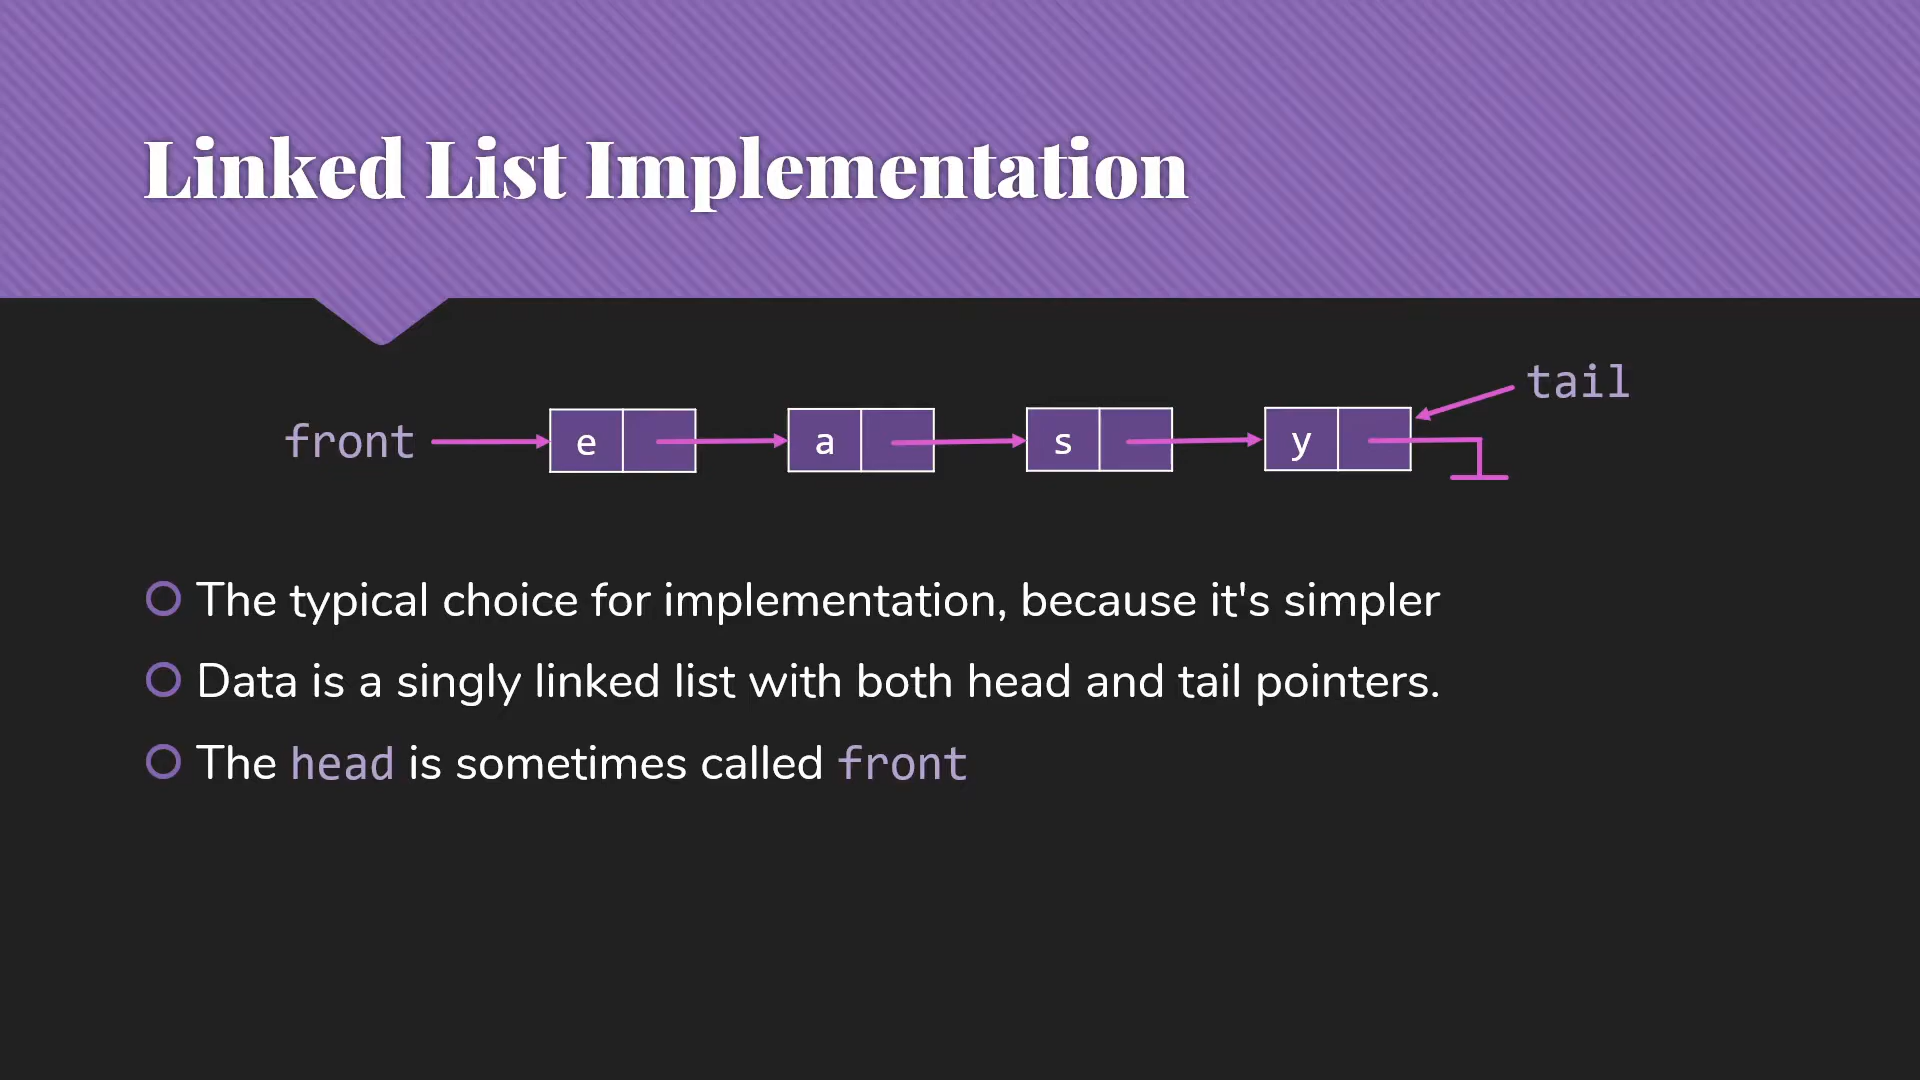 Linked List Implementation
tail
front e a s y
The typical choice for implementation, because it's simpler
Data is a singly linked list with both head and tail pointers.
The head is sometimes called front